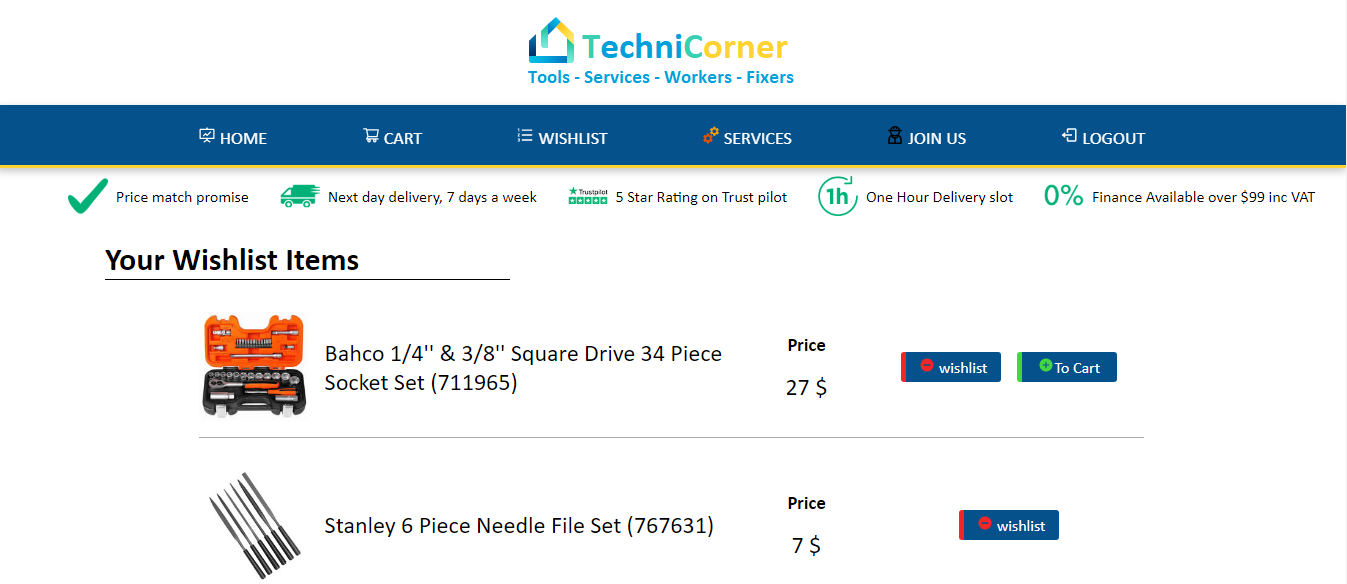 TechniCorner
Tools - Services - Workers - Fixers
HOME
CART
WISHLIST
SERVICES
JOIN US
LOGOUT
Price match promise
Next day delivery, 7 days a week
Trustpilot
5 Star Rating on Trust pilot
1h
One Hour Delivery slot
0%
Finance Available over $99 inc VAT
Your Wishlist Items
Bahco 1/4'' & 3/8'' Square Drive 34 Piece
Socket Set (711965)
Price
27 $
wishlist
To Cart
Stanley 6 Piece Needle File Set (767631)
Price
7 $
wishlist